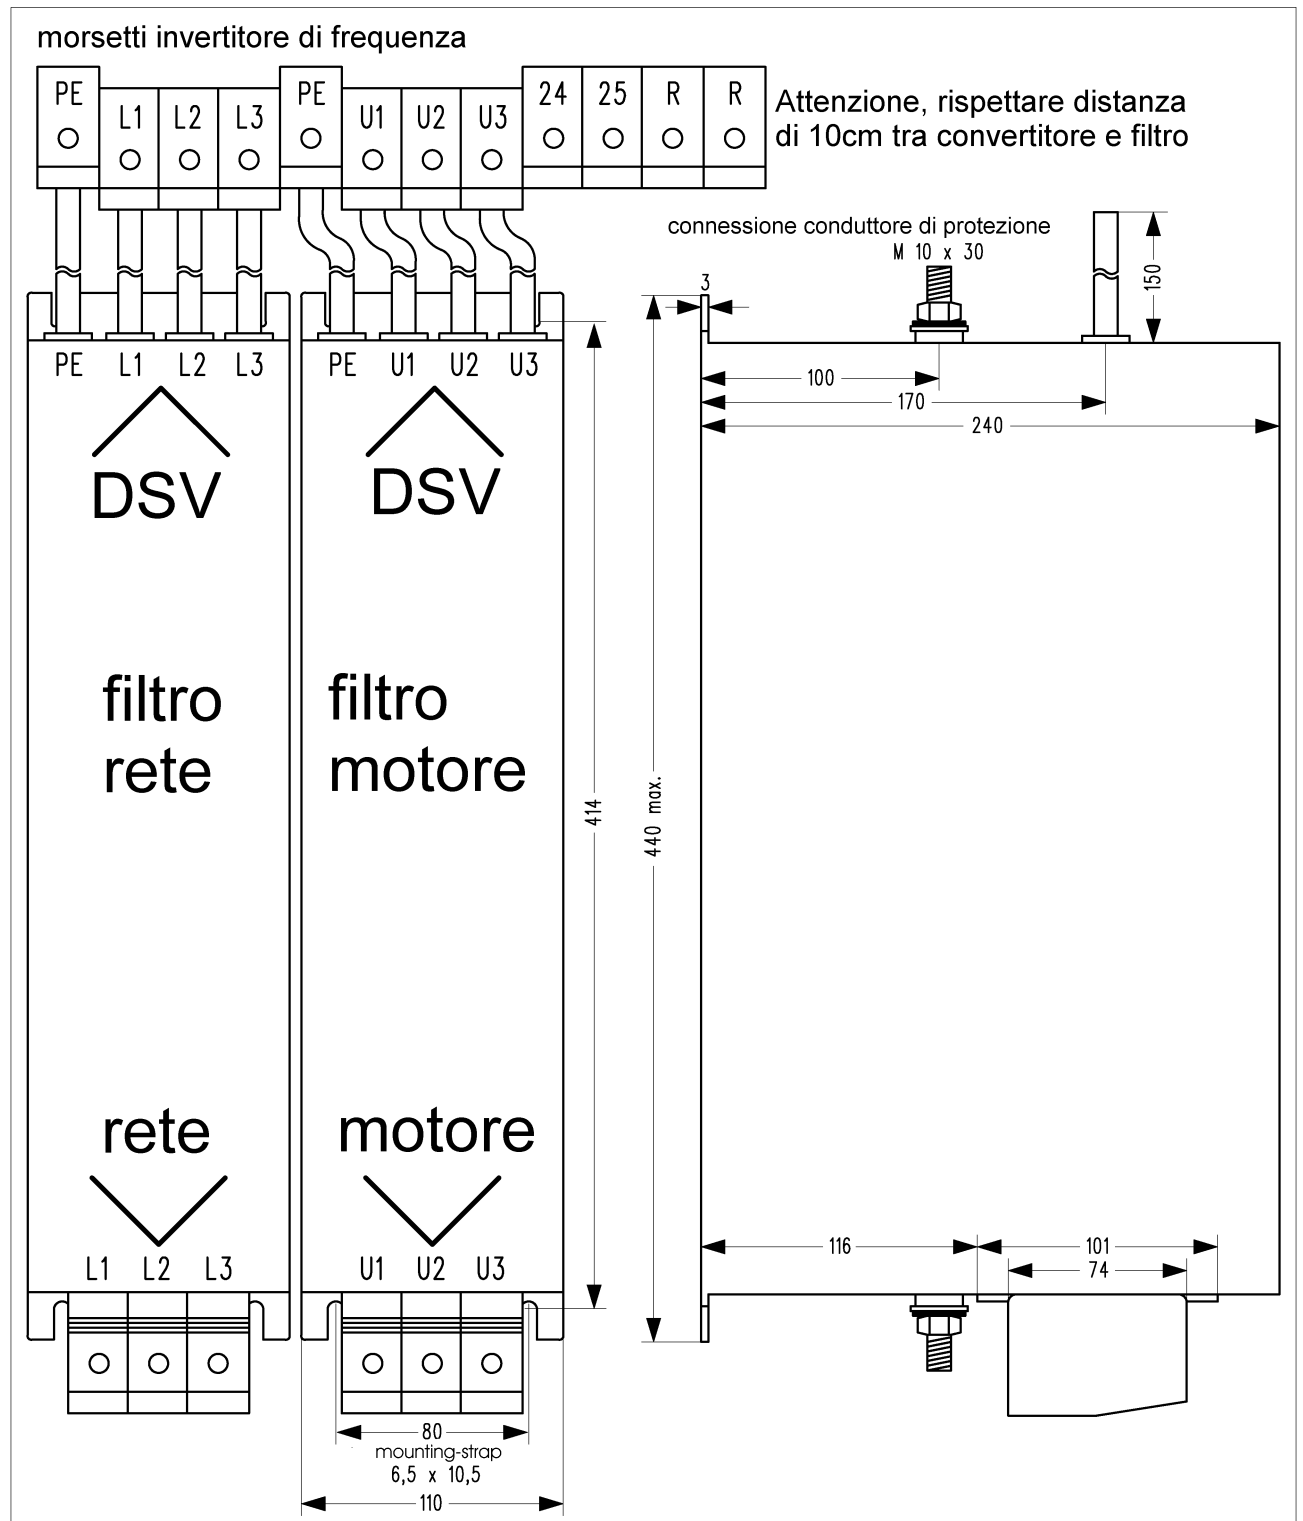 morsetti invertitore di frequenza
PE L1 L2 L3 PE U1 U2 U3 24 25 R R
Attenzione, rispettare distanza
di 10cm tra convertitore e filtro
connessione conduttore di protezione
M 10 x 30
3
150
PE L1 L2 L3
PE U1 U2 U3
100
170
240
DSV
DSV
filtro
rete
filtro
motore
414
440 max.
rete
motore
116
101
74
L1 L2 L3
U1 U2 U3
80
mounting-strap
6,5 x 10,5
110